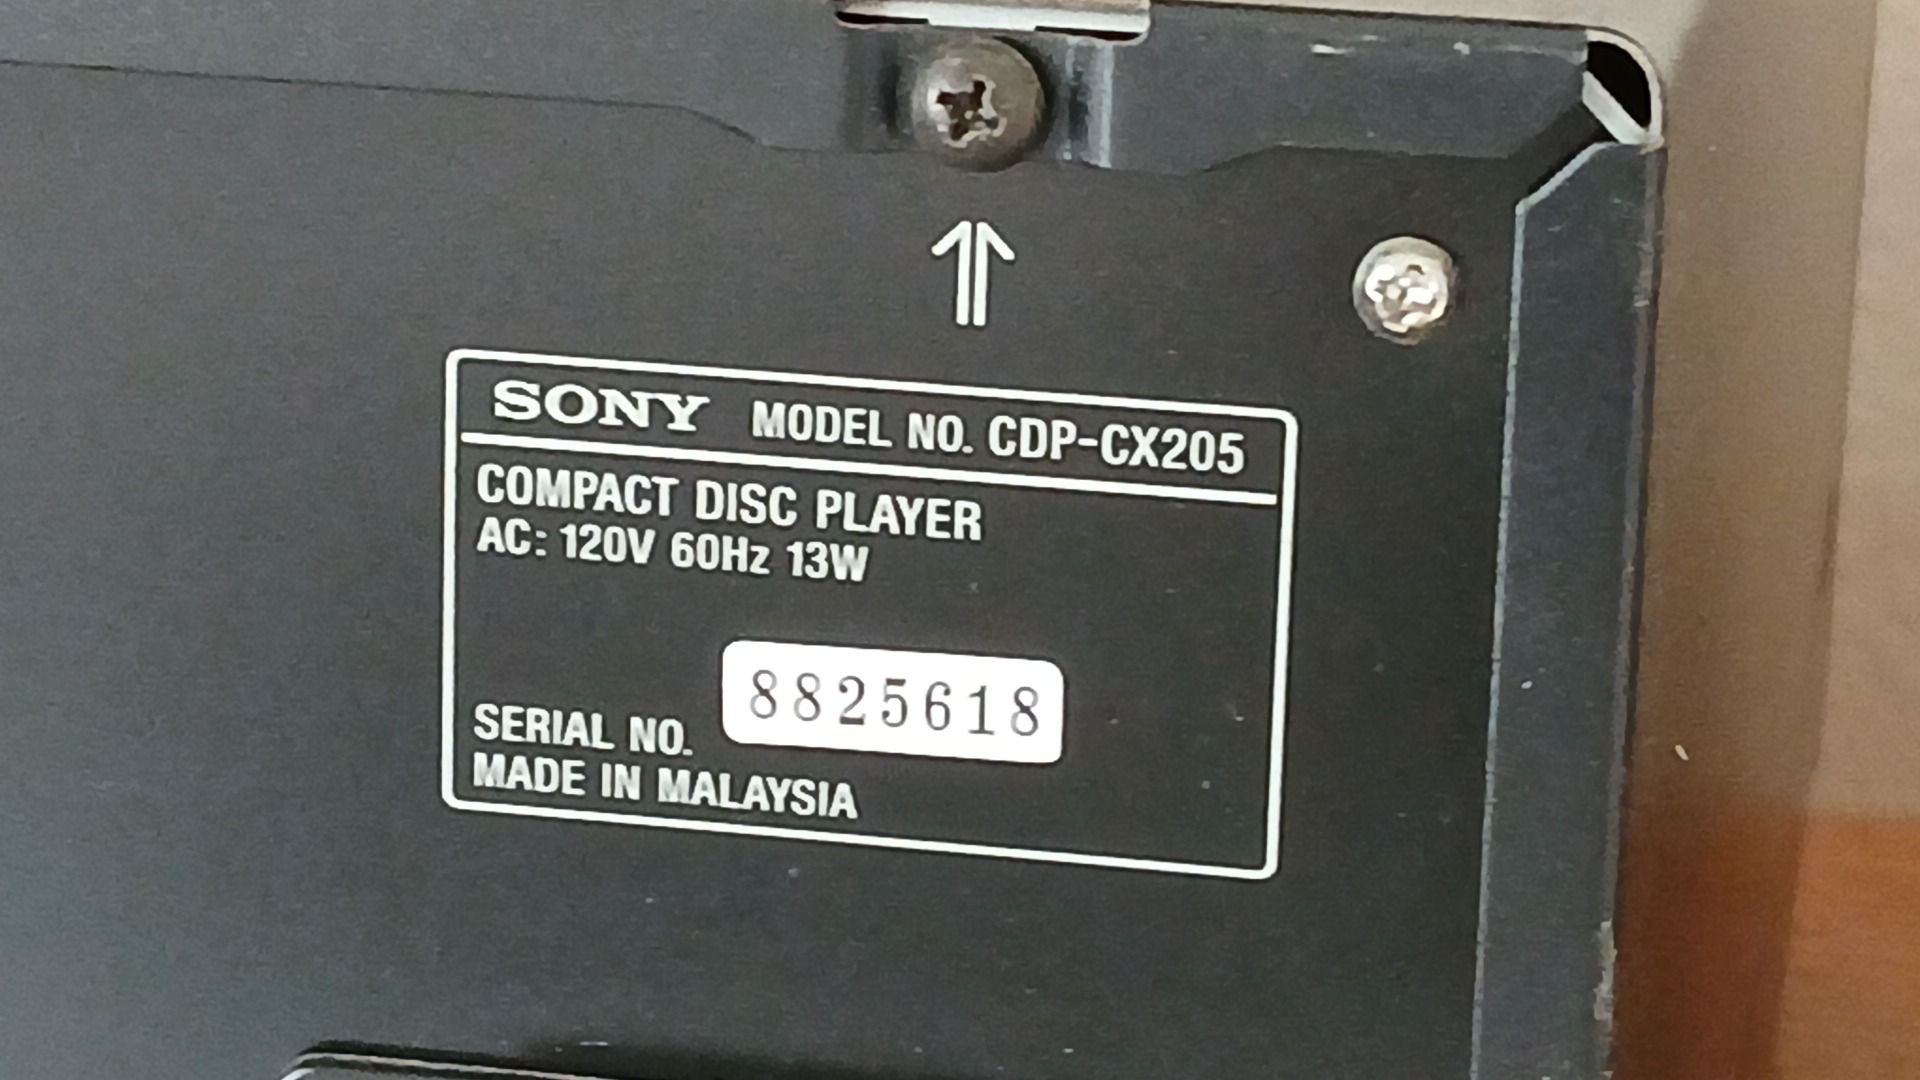 SONY MODEL NO. CDP-CX205
COMPACT DISC PLAYER
AC: 120V 60Hz 13W
8825618
SERIAL NO.
MADE IN MALAYSIA